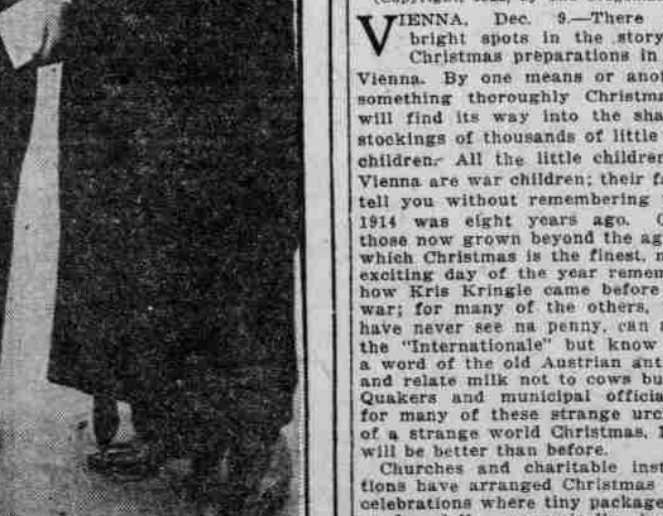 VIENNA, Dec. 9.—There
bright spots in the story
Christmas preparations in
Vienna. By one means or anot
something thoroughly Christma
will find its way into the sha
stockings of thousands of little
children. All the little children
Vienna are war children; their fa
tell you without remembering
1914 was eight years ago.
those now grown beyond the ag
which Christmas is the finest, m
exciting day of the year remem
how Kris Kringle came before
war; for many of the others,
have never see na penny, can
the "Internationale" but know
a word of the old Austrian ant
and relate milk not to cows bu
Quakers and municipal officia
for many of these strange urc
of a strange world Christmas, 1
will be better than before.
Churches and charitable inst
tions have arranged Christmas
celebrations where tiny package